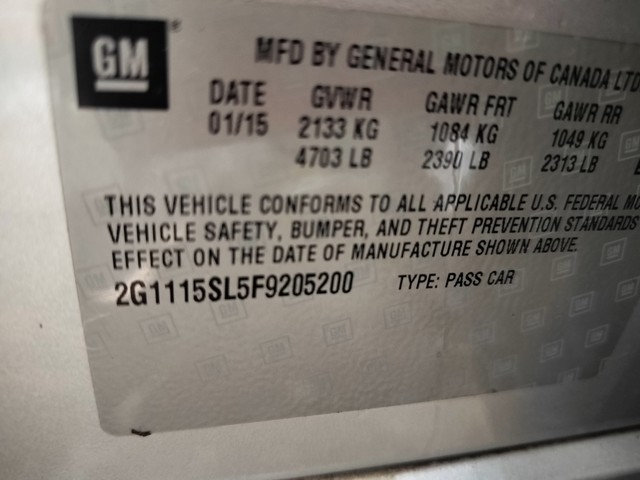 GM
MFD BY GENERAL MOTORS OF CANADA LTD
DATE GVWR GAWR FRT GAWR RR
01/15 2133 KG 1084 KG 1049 KG
4703 LB 2390 LB 2313 LB
THIS VEHICLE CONFORMS TO ALL APPLICABLE U.S. FEDERAL MO
VEHICLE SAFETY, BUMPER, AND THEFT PREVENTION STANDARDS
EFFECT ON THE DATE OF MANUFACTURE SHOWN ABOVE.
2G1115SL5F9205200 TYPE: PASS CAR